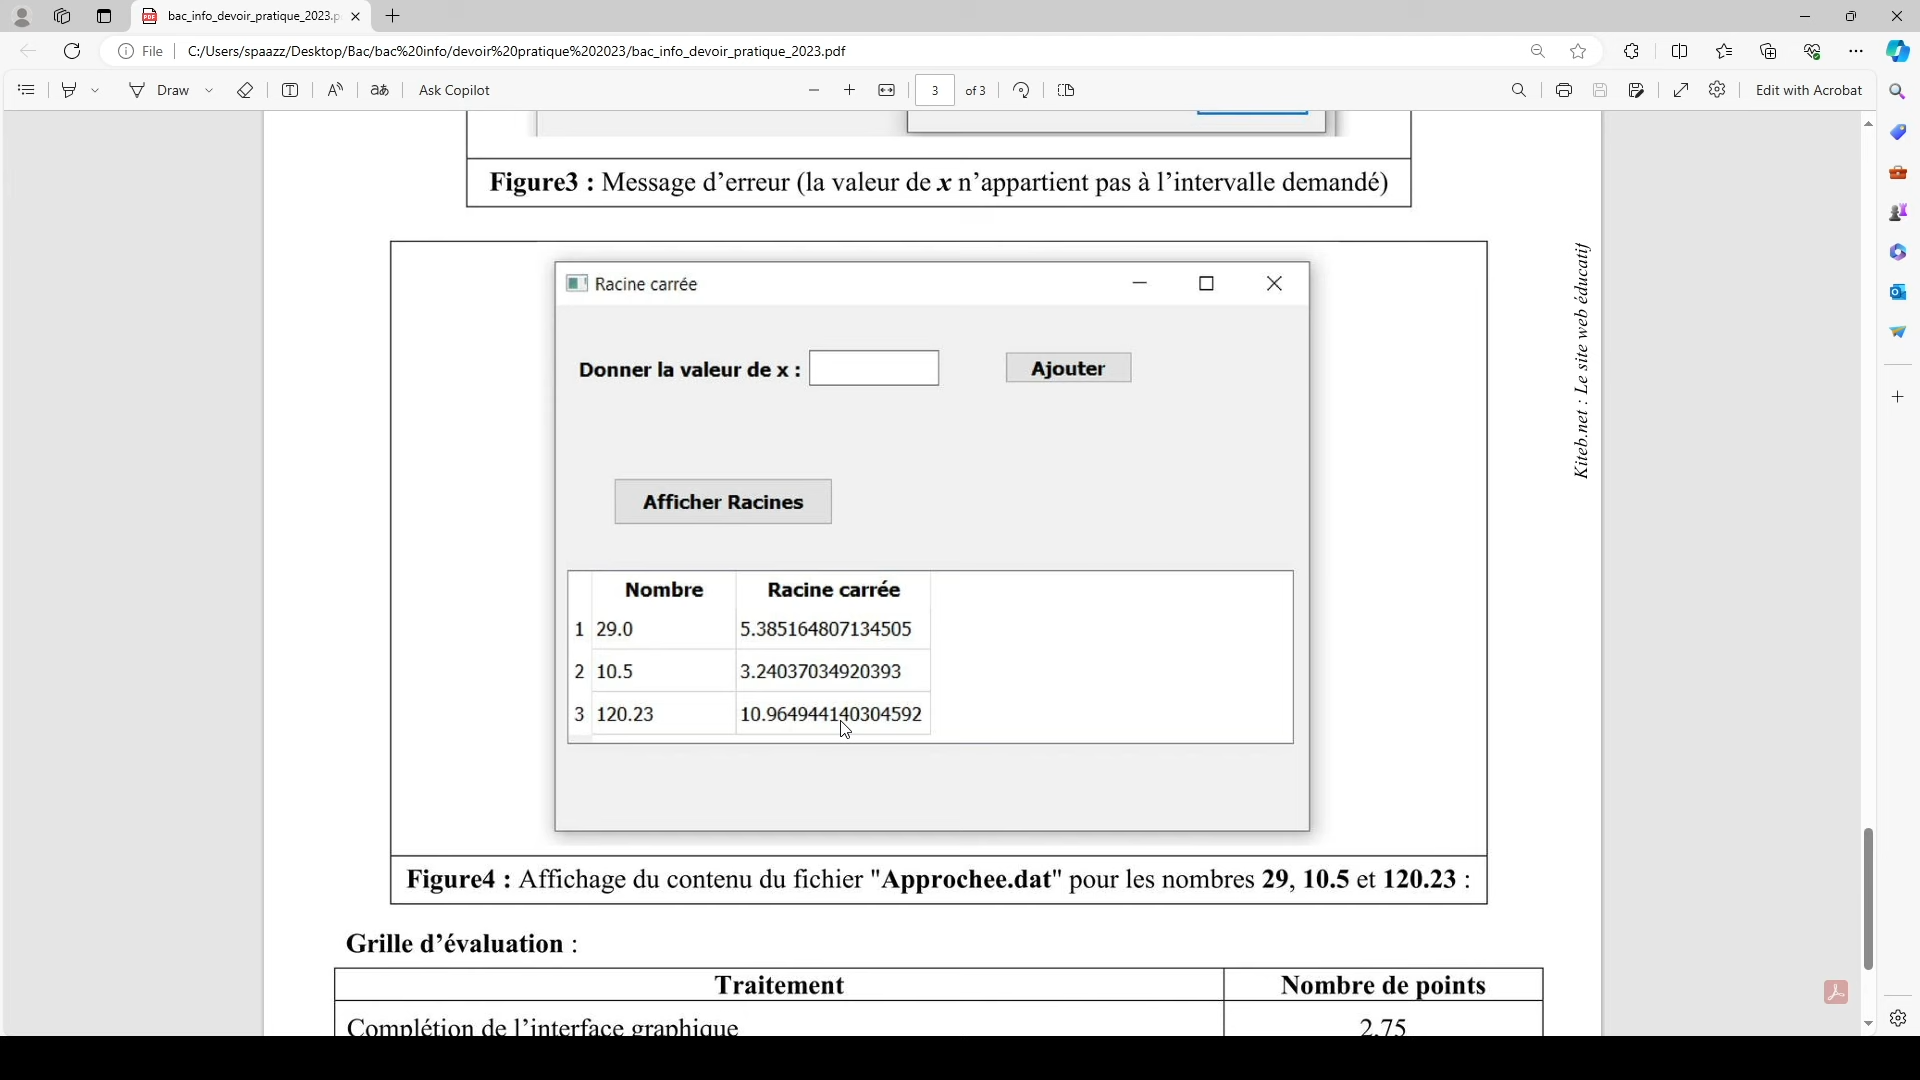 bac_info_devoir_pratique_2023.p
File
C:/Users/spaazz/Desktop/Bac/bac%20info/devoir%20pratique%202023/bac_info_devoir_pratique_2023.pdf
Draw
aあ
Ask Copilot
3
of 3
Edit with Acrobat
Figure3 : Message d’erreur (la valeur de x n’appartient pas à l’intervalle demandé)
Racine carrée
Donner la valeur de x :
Ajouter
Afficher Racines
Nombre Racine carrée
1 29.0 5.385164807134505
2 10.5 3.24037034920393
3 120.23 10.964944140304592
Figure4 : Affichage du contenu du fichier "Approchee.dat" pour les nombres 29, 10.5 et 120.23 :
Kiteb.net : Le site web éducatif
Grille d’évaluation :
Traitement Nombre de points
Complétion de l’interface graphique 2.75